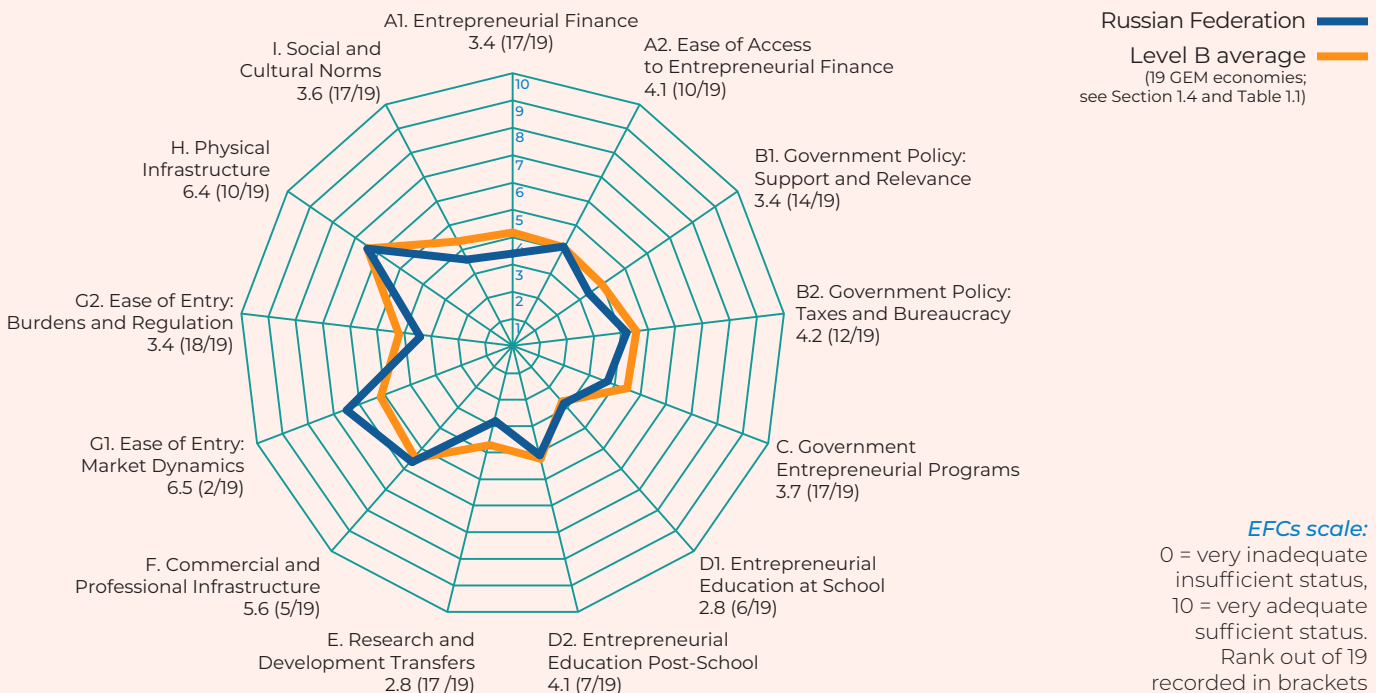 A1. Entrepreneurial Finance
3.4 (17/19)
A2. Ease of Access
to Entrepreneurial Finance
4.1 (10/19)
B1. Government Policy:
Support and Relevance
3.4 (14/19)
B2. Government Policy:
Taxes and Bureaucracy
4.2 (12/19)
C. Government
Entrepreneurial Programs
3.7 (17/19)
D1. Entrepreneurial
Education at School
2.8 (6/19)
D2. Entrepreneurial
Education Post-School
4.1 (7/19)
E. Research and
Development Transfers
2.8 (17 /19)
F. Commercial and
Professional Infrastructure
5.6 (5/19)
G1. Ease of Entry:
Market Dynamics
6.5 (2/19)
G2. Ease of Entry:
Burdens and Regulation
3.4 (18/19)
H. Physical
Infrastructure
6.4 (10/19)
I. Social and
Cultural Norms
3.6 (17/19)
10
9
8
7
6
5
4
3
2
1
Russian Federation
Level B average
(19 GEM economies;
see Section 1.4 and Table 1.1)
EFCs scale:
0 = very inadequate
insufficient status,
10 = very adequate
sufficient status.
Rank out of 19
recorded in brackets